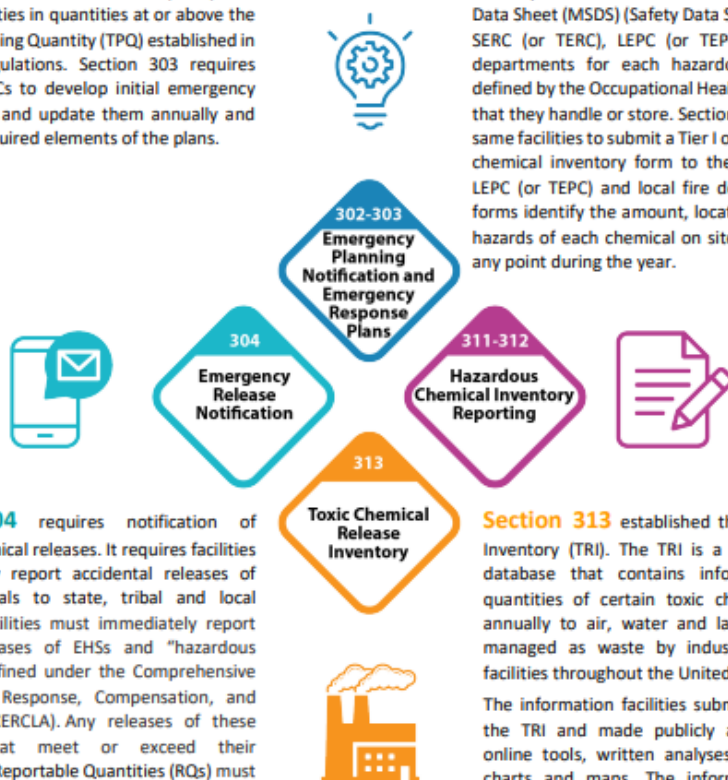 ties in quantities at or above the
ing Quantity (TPQ) established in
ulations. Section 303 requires
Cs to develop initial emergency
and update them annually and
uired elements of the plans.
Data Sheet (MSDS) (Safety Data S
SERC (or TERC), LEPC (or TEP
departments for each hazard
defined by the Occupational Hea
that they handle or store. Section
same facilities to submit a Tier I o
chemical inventory form to the
LEPC (or TEPC) and local fire d
forms identify the amount, locat
hazards of each chemical on sit
any point during the year.
302-303
Emergency
Planning
Notification and
Emergency
Response
Plans
304
Emergency
Release
Notification
311-312
Hazardous
Chemical Inventory
Reporting
313
Toxic Chemical
Release
Inventory
04 requires notification of
ical releases. It requires facilities
report accidental releases of
als to state, tribal and local
ilities must immediately report
ases of EHSs and "hazardous
fined under the Comprehensive
Response, Compensation, and
CERCLA). Any releases of these
at meet or exceed their
Reportable Quantities (RQs) must
Section 313 established th
Inventory (TRI). The TRI is a
database that contains info
quantities of certain toxic ch
annually to air, water and la
managed as waste by indus
facilities throughout the United
The information facilities subm
the TRI and made publicly a
online tools, written analyses
charts and maps. The infor